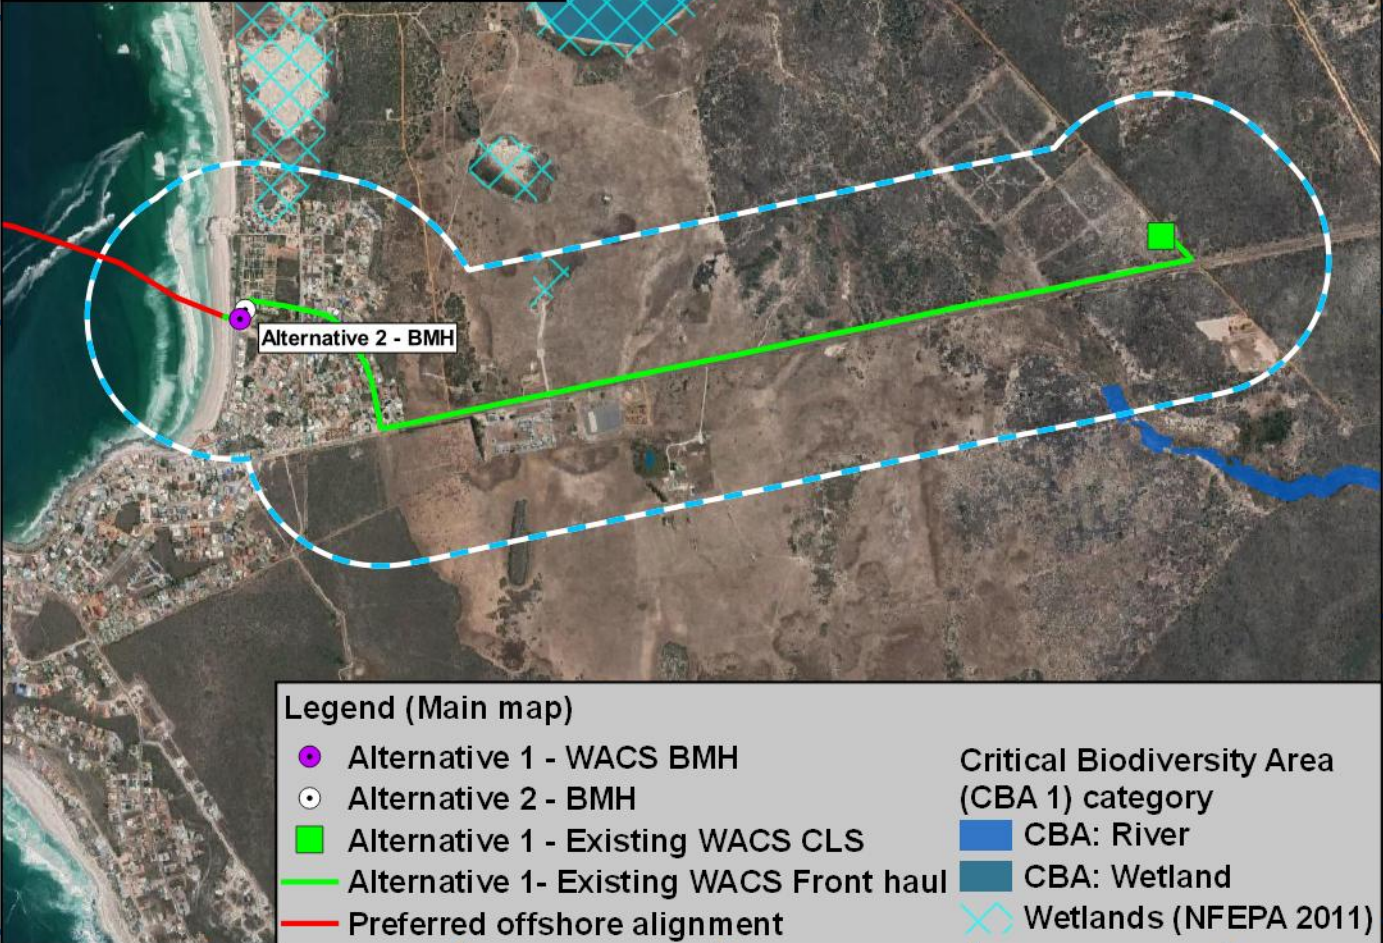 Alternative 2 - BMH
Legend (Main map)
Alternative 1 - WACS BMH
Alternative 2 - BMH
Alternative 1 - Existing WACS CLS
Alternative 1- Existing WACS Front haul
Preferred offshore alignment
Critical Biodiversity Area
(CBA 1) category
CBA: River
CBA: Wetland
Wetlands (NFEPA 2011)